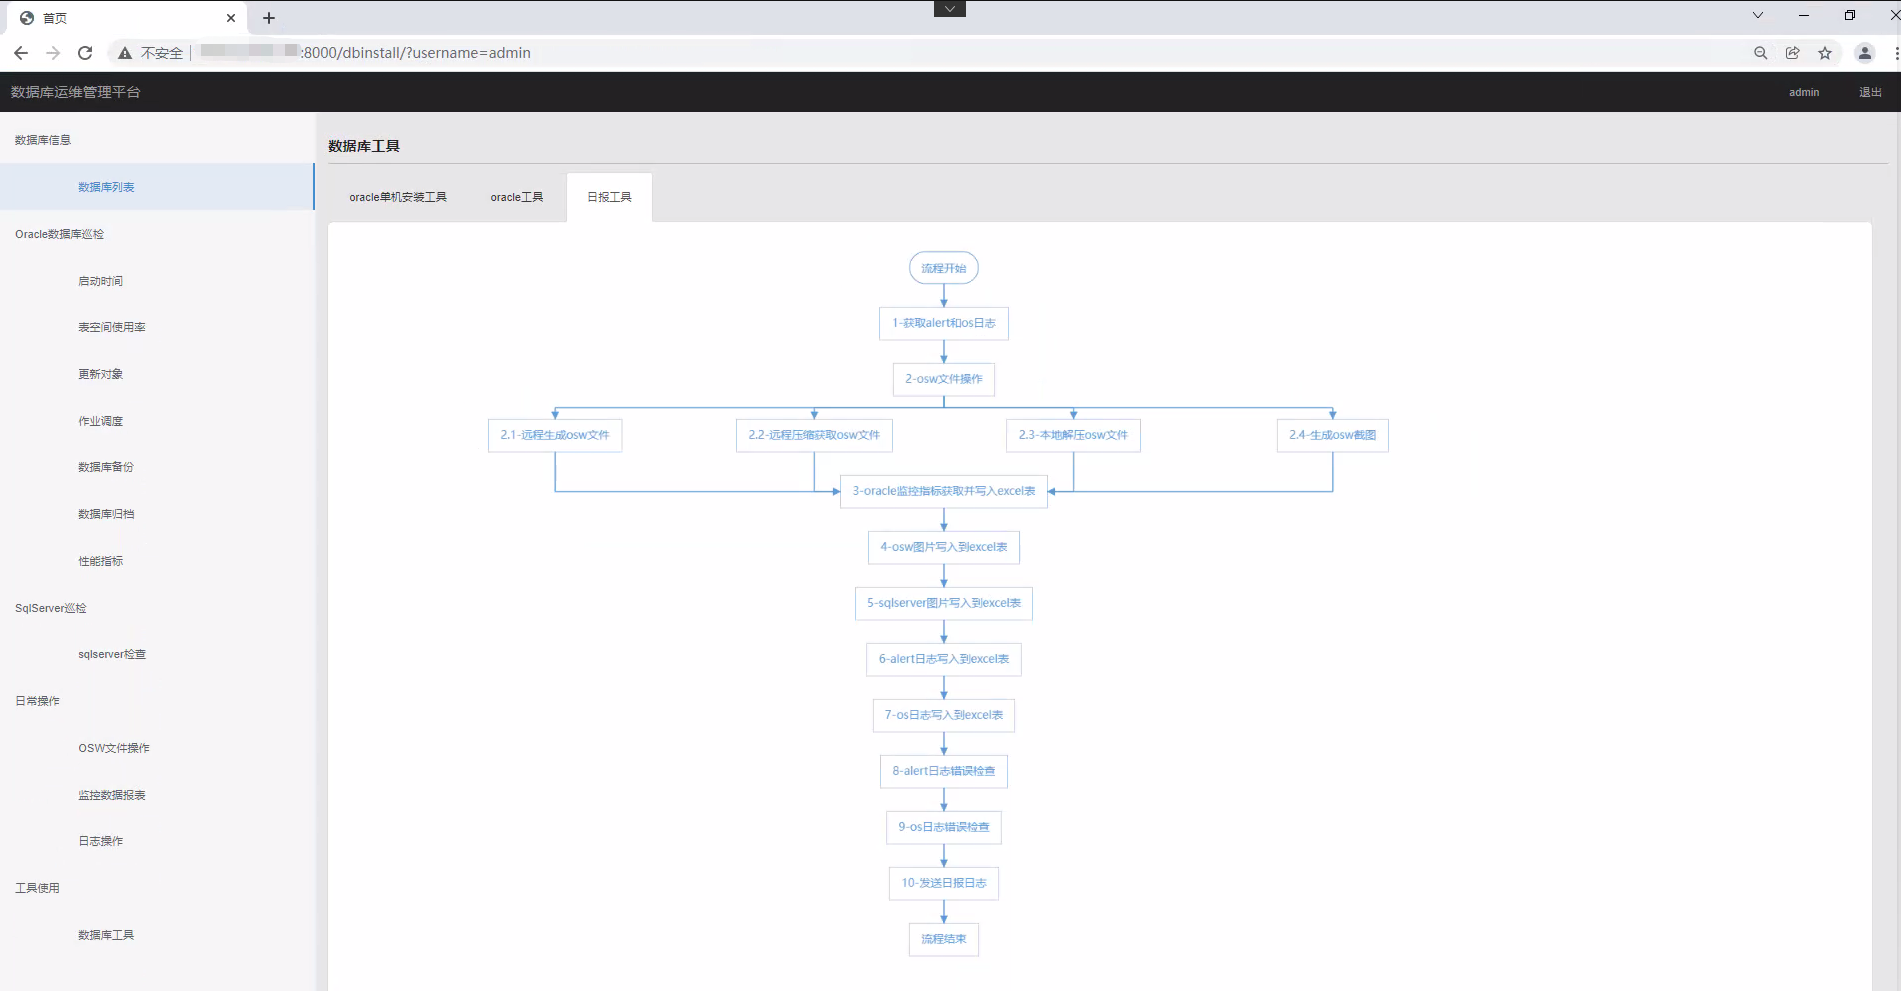 首页
不安全
:8000/dbinstall/?username=admin
数据库运维管理平台
admin
退出
数据库信息
数据库列表
Oracle数据库巡检
启动时间
表空间使用率
更新对象
作业调度
数据库备份
数据库归档
性能指标
SqlServer巡检
sqlserver检查
日常操作
OSW文件操作
监控数据报表
日志操作
工具使用
数据库工具
数据库工具
oracle单机安装工具
oracle工具
日报工具
流程开始
1-获取alert和os日志
2-osw文件操作
2.1-远程生成osw文件
2.2-远程压缩获取osw文件
2.3-本地解压osw文件
2.4-生成osw截图
3-oracle监控指标获取并写入excel表
4-osw图片写入到excel表
5-sqlserver图片写入到excel表
6-alert日志写入到excel表
7-os日志写入到excel表
8-alert日志错误检查
9-os日志错误检查
10-发送日报日志
流程结束